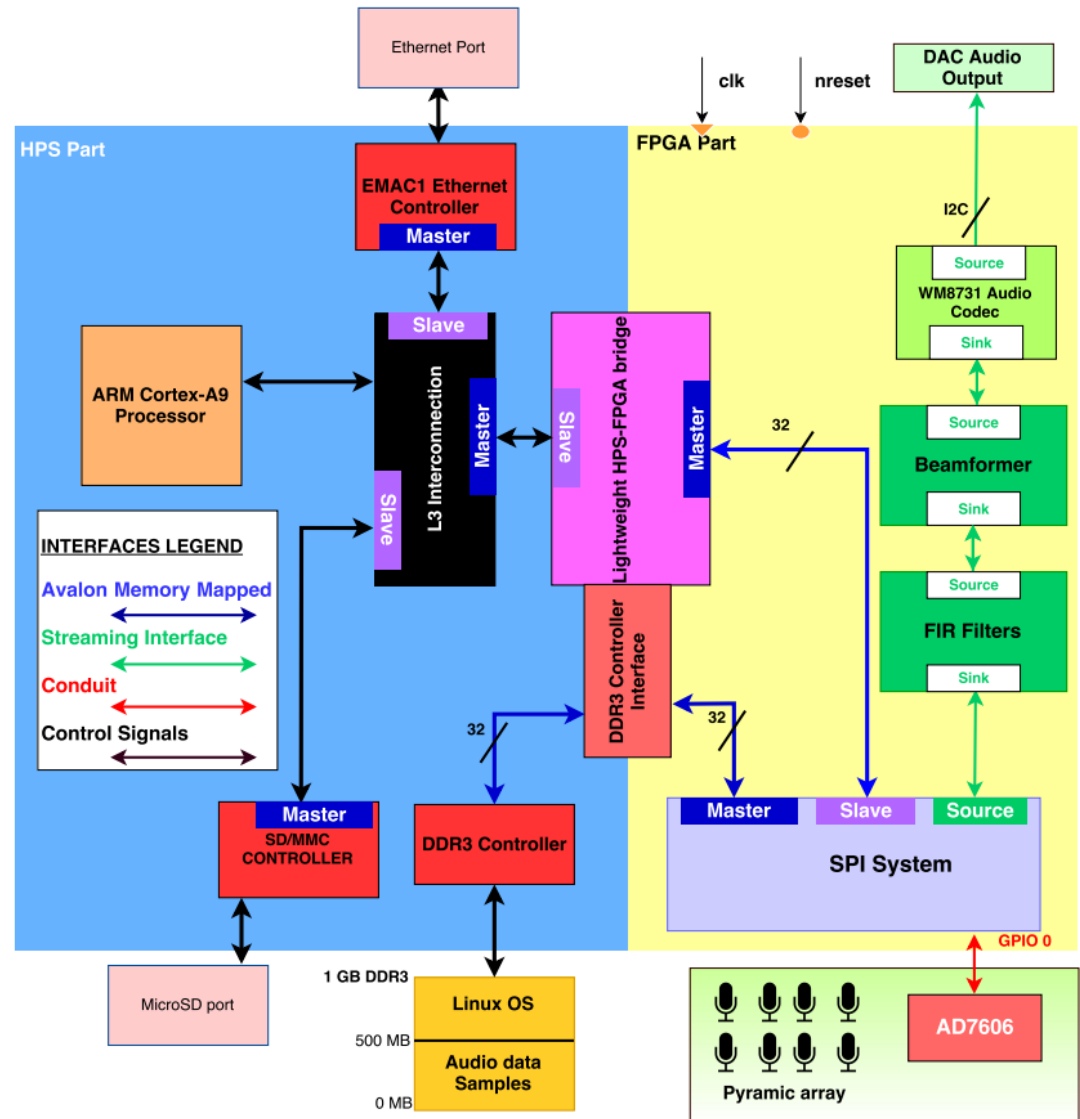 Ethernet Port
clk
nreset
DAC Audio
Output
HPS Part
FPGA Part
EMAC1 Ethernet
Controller
Master
I2C
Source
WM8731 Audio
Codec
Sink
Slave
ARM Cortex-A9
Processor
L3 Interconnection
Master
Slave
Slave
Lightweight HPS-FPGA bridge
Master
32
Source
Beamformer
Sink
INTERFACES LEGEND
Avalon Memory Mapped
Streaming Interface
Conduit
Control Signals
DDR3 Controller
Interface
32
32
Source
FIR Filters
Sink
Master
SD/MMC
CONTROLLER
DDR3 Controller
Master
Slave
Source
SPI System
GPIO 0
MicroSD port
1 GB DDR3
Linux OS
500 MB
Audio data
Samples
0 MB
AD7606
Pyramic array